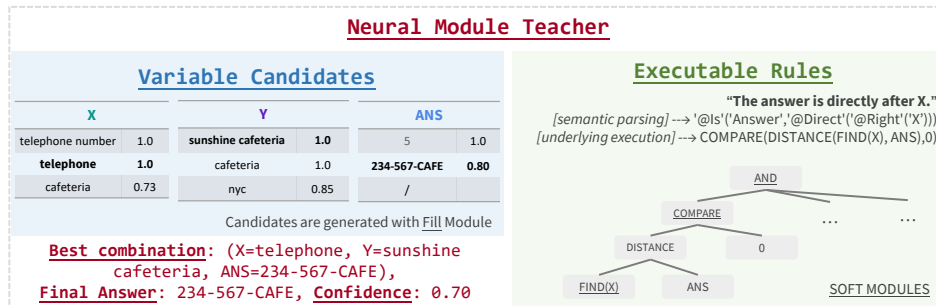 Neural Module Teacher
Variable Candidates
X
telephone number 1.0
telephone 1.0
cafeteria 0.73
Y
sunshine cafeteria 1.0
cafeteria 1.0
nyc 0.85
ANS
5 1.0
234-567-CAFE 0.80
/
Candidates are generated with Fill Module
Best combination: (X=telephone, Y=sunshine
cafeteria, ANS=234-567-CAFE),
Final Answer: 234-567-CAFE, Confidence: 0.70
Executable Rules
“The answer is directly after X.”
[semantic parsing] --→ '@Is'('Answer','@Direct'('@Right'('X')))
[underlying execution] --→ COMPARE(DISTANCE(FIND(X), ANS),0)
AND
COMPARE
...
...
DISTANCE
0
FIND(X)
ANS
SOFT MODULES